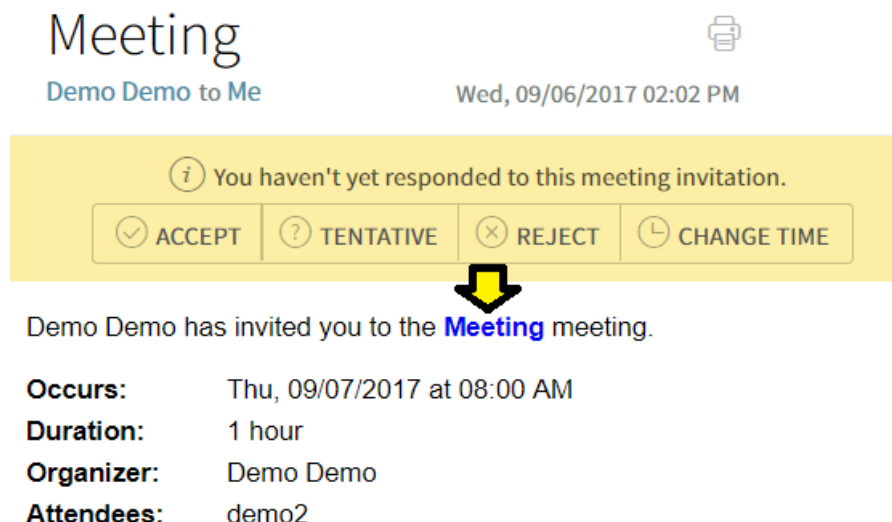 Meeting
Demo Demo to Me Wed, 09/06/2017 02:02 PM
You haven't yet responded to this meeting invitation.
ACCEPT TENTATIVE REJECT CHANGE TIME
Demo Demo has invited you to the Meeting meeting.
Occurs: Thu, 09/07/2017 at 08:00 AM
Duration: 1 hour
Organizer: Demo Demo
Attendees: demo2